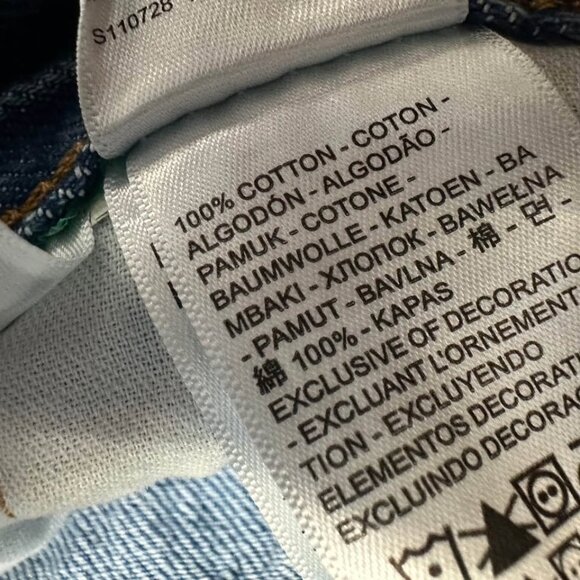 S110728
100% COTTON - COTON -
ALGODÓN - ALGODÃO -
PAMUK - COTONE -
BAUMWOLLE - KATOEN - BA
MBAKI - ХЛОПОК - BAWEŁNA
- PAMUT - BAVLNA - 棉 - 면 -
綿 100% - KAPAS
EXCLUSIVE OF DECORATIO
- EXCLUANT L'ORNEMENT
TION - EXCLUYENDO
ELEMENTOS DECORATI
EXCLUINDO DECORA